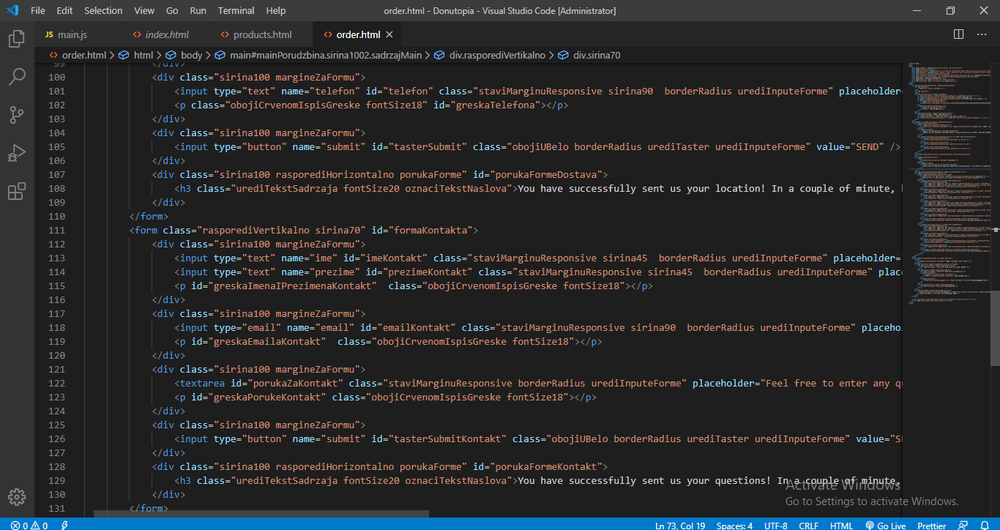 File Edit Selection View Go Run Terminal Help order.html - Donutopia - Visual Studio Code [Administrator]
JS main.js <> index.html <> products.html <> order.html
<> order.html > html > body > main#mainPorudzbina.sirina1002.sadrzajMain > div.rasporediVertikalno > div.sirina70
99 </div>
100 <div class="sirina100 margineZaFormu">
101 <input type="text" name="telefon" id="telefon" class="staviMarginuResponsive sirina90  borderRadius urediInputeForme" placeholder=
102 <p class="obojiCrvenomIspisGreske fontSize18" id="greskaTelefona"></p>
103 </div>
104 <div class="sirina100 margineZaFormu">
105 <input type="button" name="submit" id="tasterSubmit" class="obojiUBelo borderRadius urediTaster urediInputeForme" value="SEND" />
106 </div>
107 <div class="sirina100 rasporediHorizontalno porukaForme" id="porukaFormeDostava">
108 <h3 class="urediTekstSadrzaja fontSize20 oznaciTekstNaslova">You have successfully sent us your location! In a couple of minute,
109 </div>
110 </form>
111 <form class="rasporediVertikalno sirina70" id="formaKontakta">
112 <div class="sirina100 margineZaFormu">
113 <input type="text" name="ime" id="imeKontakt" class="staviMarginuResponsive sirina45  borderRadius urediInputeForme" placeholder=
114 <input type="text" name="prezime" id="prezimeKontakt" class="staviMarginuResponsive sirina45  borderRadius urediInputeForme" plac
115 <p id="greskaImenaIPrezimenaKontakt"  class="obojiCrvenomIspisGreske fontSize18"></p>
116 </div>
117 <div class="sirina100 margineZaFormu">
118 <input type="email" name="email" id="emailKontakt" class="staviMarginuResponsive sirina90  borderRadius urediInputeForme" placeho
119 <p id="greskaEmailaKontakt"  class="obojiCrvenomIspisGreske fontSize18"></p>
120 </div>
121 <div class="sirina100 margineZaFormu">
122 <textarea id="porukaZaKontakt" class="staviMarginuResponsive borderRadius urediInputeForme" placeholder="Feel free to enter any q
123 <p id="greskaPorukeKontakt" class="obojiCrvenomIspisGreske fontSize18"></p>
124 </div>
125 <div class="sirina100 margineZaFormu">
126 <input type="button" name="submit" id="tasterSubmitKontakt" class="obojiUBelo borderRadius urediTaster urediInputeForme" value="S
127 </div>
128 <div class="sirina100 rasporediHorizontalno porukaForme" id="porukaFormeKontakt">
129 <h3 class="urediTekstSadrzaja fontSize20 oznaciTekstNaslova">You have successfully sent us your questions! In a couple of minute,
130 </div>
131 </form>
Activate Windows
Go to Settings to activate Windows.
0 0 Ln 73, Col 19 Spaces: 4 UTF-8 CRLF HTML Go Live Prettier